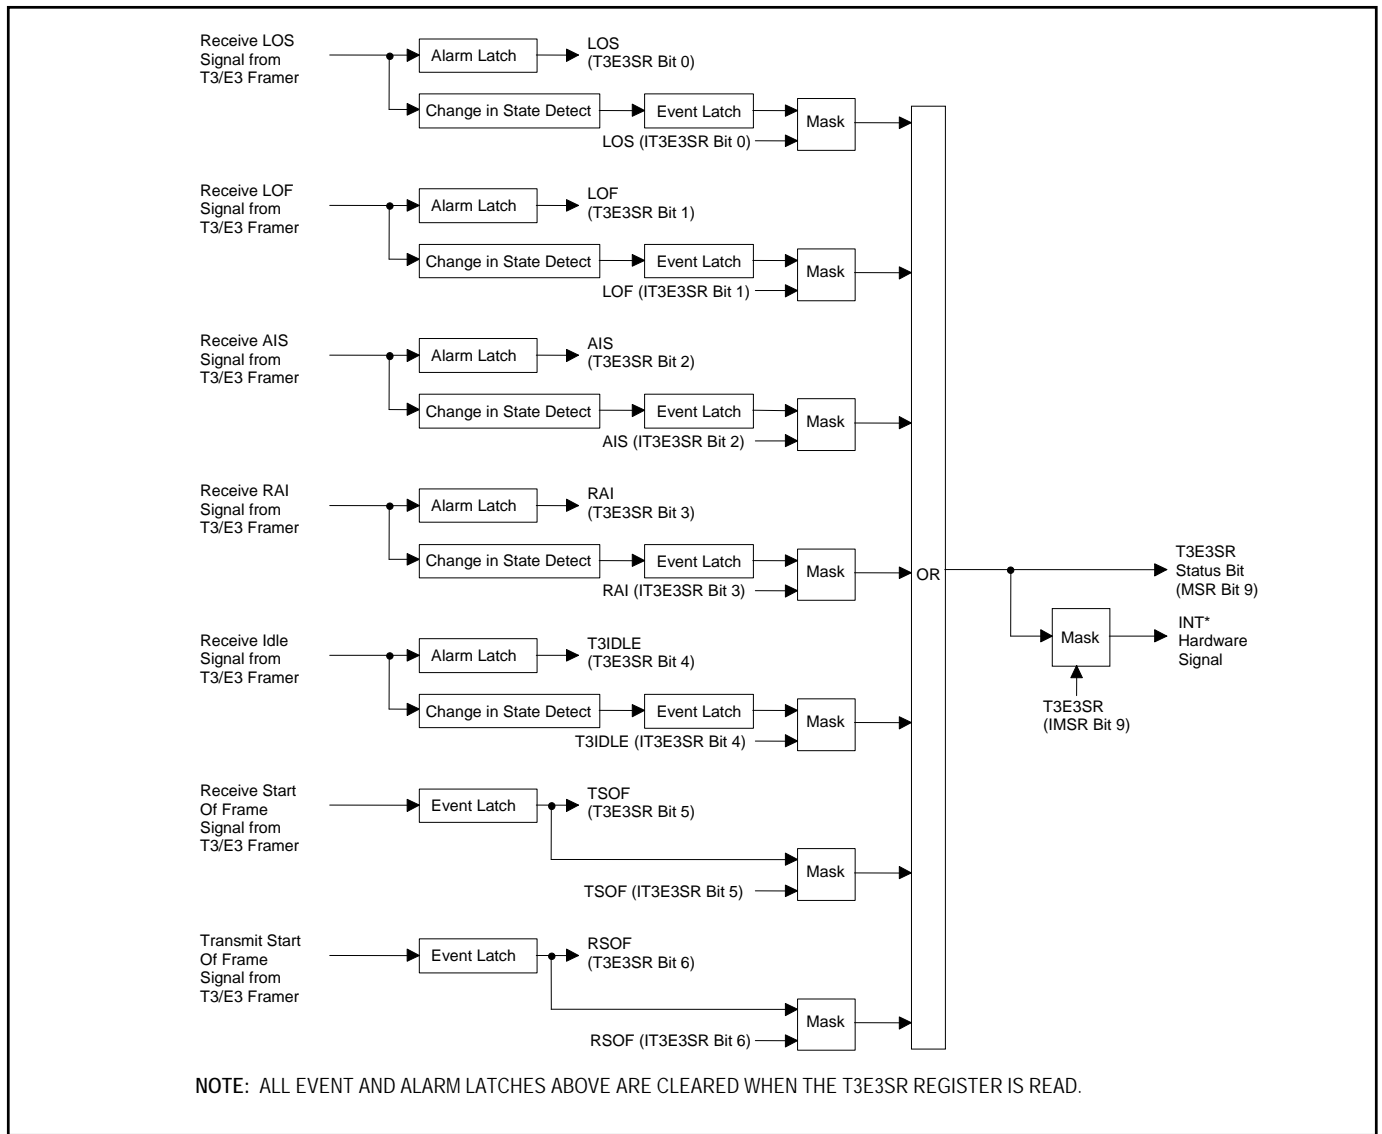 Receive LOS
Signal from
T3/E3 Framer
Alarm Latch
LOS
(T3E3SR Bit 0)
Change in State Detect
Event Latch
LOS (IT3E3SR Bit 0)
Mask
Receive LOF
Signal from
T3/E3 Framer
Alarm Latch
LOF
(T3E3SR Bit 1)
Change in State Detect
Event Latch
LOF (IT3E3SR Bit 1)
Mask
Receive AIS
Signal from
T3/E3 Framer
Alarm Latch
AIS
(T3E3SR Bit 2)
Change in State Detect
Event Latch
AIS (IT3E3SR Bit 2)
Mask
Receive RAI
Signal from
T3/E3 Framer
Alarm Latch
RAI
(T3E3SR Bit 3)
Change in State Detect
Event Latch
RAI (IT3E3SR Bit 3)
Mask
Receive Idle
Signal from
T3/E3 Framer
Alarm Latch
T3IDLE
(T3E3SR Bit 4)
Change in State Detect
Event Latch
T3IDLE (IT3E3SR Bit 4)
Mask
Receive Start
Of Frame
Signal from
T3/E3 Framer
Event Latch
TSOF
(T3E3SR Bit 5)
TSOF (IT3E3SR Bit 5)
Mask
Transmit Start
Of Frame
Signal from
T3/E3 Framer
Event Latch
RSOF
(T3E3SR Bit 6)
RSOF (IT3E3SR Bit 6)
Mask
OR
T3E3SR
Status Bit
(MSR Bit 9)
Mask
INT*
Hardware
Signal
T3E3SR
(IMSR Bit 9)
NOTE: ALL EVENT AND ALARM LATCHES ABOVE ARE CLEARED WHEN THE T3E3SR REGISTER IS READ.